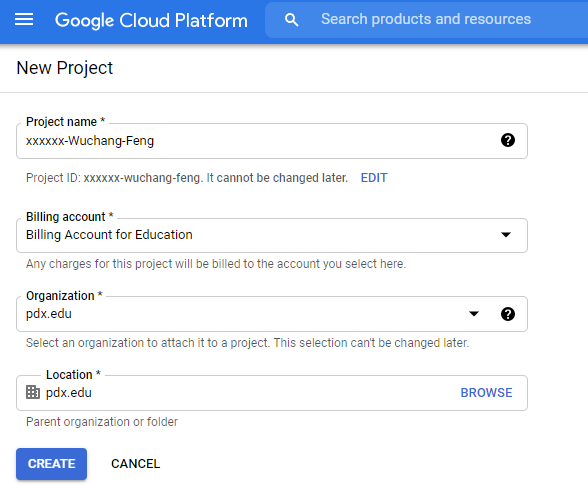 Google Cloud Platform
Search products and resources
New Project
Project name *
xxxxxx-Wuchang-Feng
Project ID: xxxxxx-wuchang-feng. It cannot be changed later. EDIT
Billing account *
Billing Account for Education
Any charges for this project will be billed to the account you select here.
Organization *
pdx.edu
Select an organization to attach it to a project. This selection can't be changed later.
Location *
pdx.edu BROWSE
Parent organization or folder
CREATE CANCEL